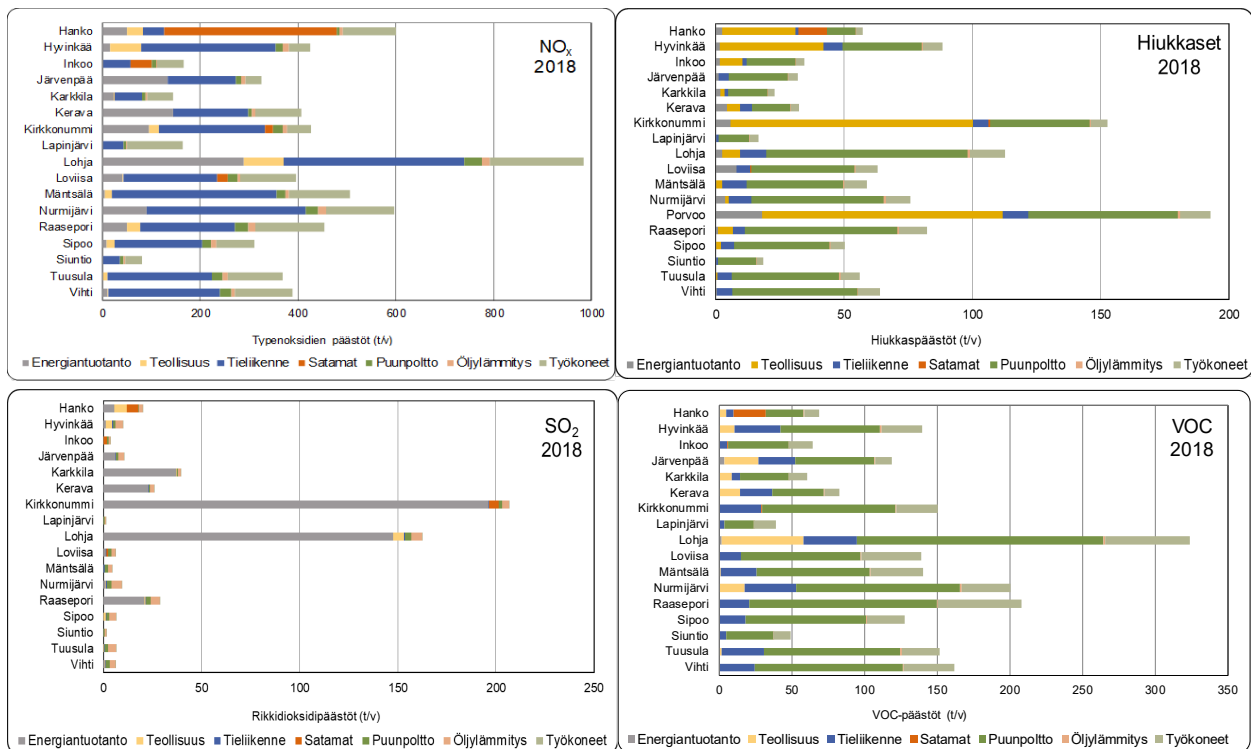 NOx
2018
Hanko
Hyvinkää
Inkoo
Järvenpää
Karkkila
Kerava
Kirkkonummi
Lapinjärvi
Lohja
Loviisa
Mäntsälä
Nurmijärvi
Raasepori
Sipoo
Siuntio
Tuusula
Vihti
0 200 400 600 800 1000
Typenoksidien päästöt (t/v)
Energiantuotanto Teollisuus Tieliikenne Satamat Puunpoltto Öljylämmitys Työkoneet
Hiukkaset
2018
Hanko
Hyvinkää
Inkoo
Järvenpää
Karkkila
Kerava
Kirkkonummi
Lapinjärvi
Lohja
Loviisa
Mäntsälä
Nurmijärvi
Porvoo
Raasepori
Sipoo
Siuntio
Tuusula
Vihti
0 50 100 150 200
Hiukkaspäästöt (t/v)
Energiantuotanto Teollisuus Tieliikenne Satamat Puunpoltto Öljylämmitys Työkoneet
SO2
2018
Hanko
Hyvinkää
Inkoo
Järvenpää
Karkkila
Kerava
Kirkkonummi
Lapinjärvi
Lohja
Loviisa
Mäntsälä
Nurmijärvi
Raasepori
Sipoo
Siuntio
Tuusula
Vihti
0 50 100 150 200 250
Rikkidioksidipäästöt (t/v)
Energiantuotanto Teollisuus Tieliikenne Satamat Puunpoltto Öljylämmitys Työkoneet
VOC
2018
Hanko
Hyvinkää
Inkoo
Järvenpää
Karkkila
Kerava
Kirkkonummi
Lapinjärvi
Lohja
Loviisa
Mäntsälä
Nurmijärvi
Raasepori
Sipoo
Siuntio
Tuusula
Vihti
0 50 100 150 200 250 300 350
VOC-päästöt (t/v)
Energiantuotanto Teollisuus Tieliikenne Satamat Puunpoltto Öljylämmitys Työkoneet